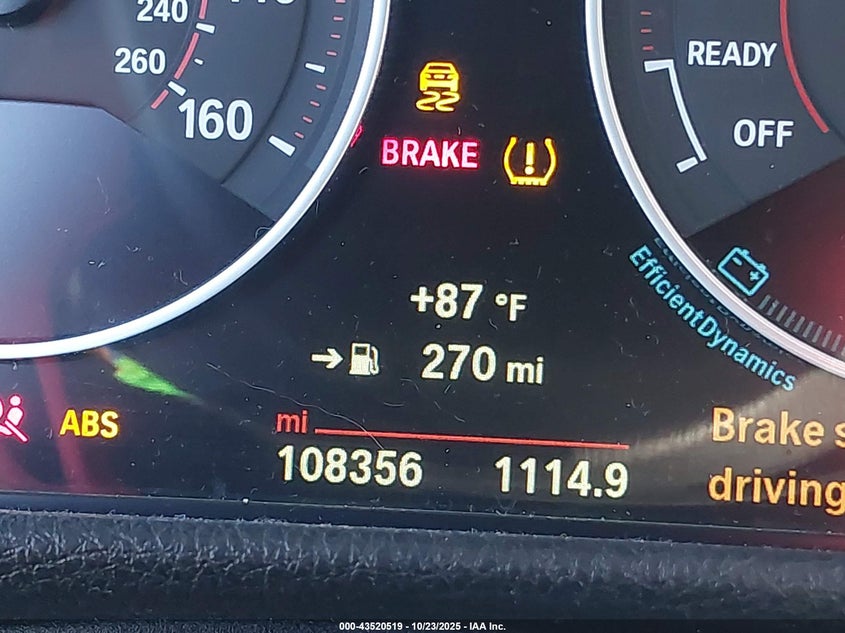 240
260
160
READY
OFF
BRAKE
+87 °F
EfficientDynamics
→ 270 mi
ABS
mi
108356 1114.9
Brake
driving
000-43520519 - 10/23/2025 - IAA Inc.